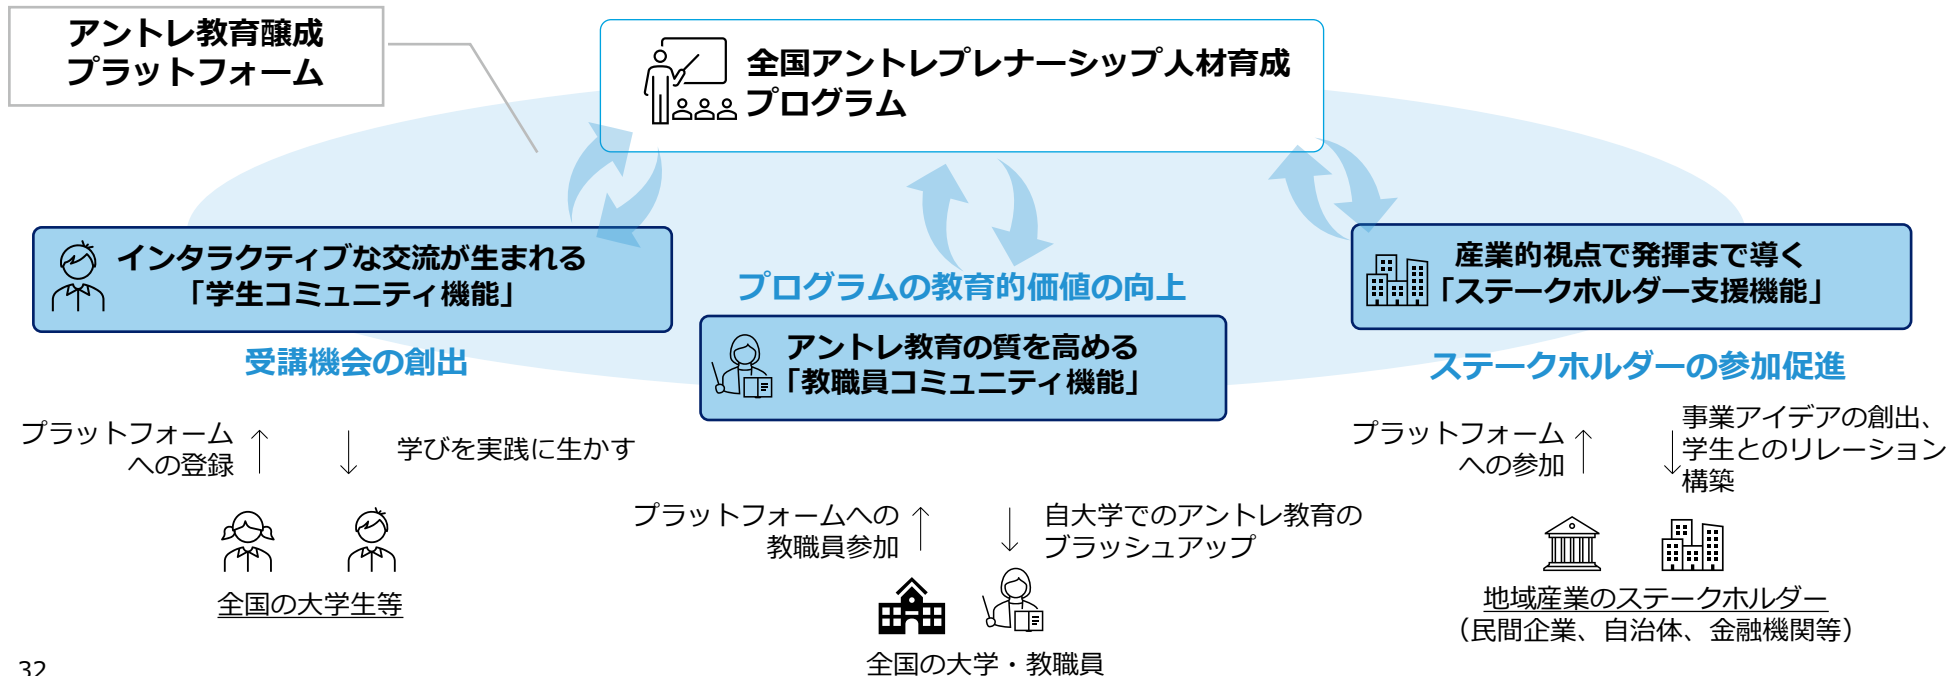 アントレ教育醸成
プラットフォーム
全国アントレプレナーシップ人材育成
プログラム
インタラクティブな交流が生まれる
「学生コミュニティ機能」
受講機会の創出
プログラムの教育的価値の向上
アントレ教育の質を高める
「教職員コミュニティ機能」
産業的視点で発揮まで導く
「ステークホルダー支援機能」
ステークホルダーの参加促進
プラットフォーム
への登録
学びを実践に生かす
全国の大学生等
プラットフォームへの
教職員参加
自大学でのアントレ教育の
ブラッシュアップ
全国の大学・教職員
プラットフォーム
への参加
事業アイデアの創出、
学生とのリレーション
構築
地域産業のステークホルダー
（民間企業、自治体、金融機関等）
32